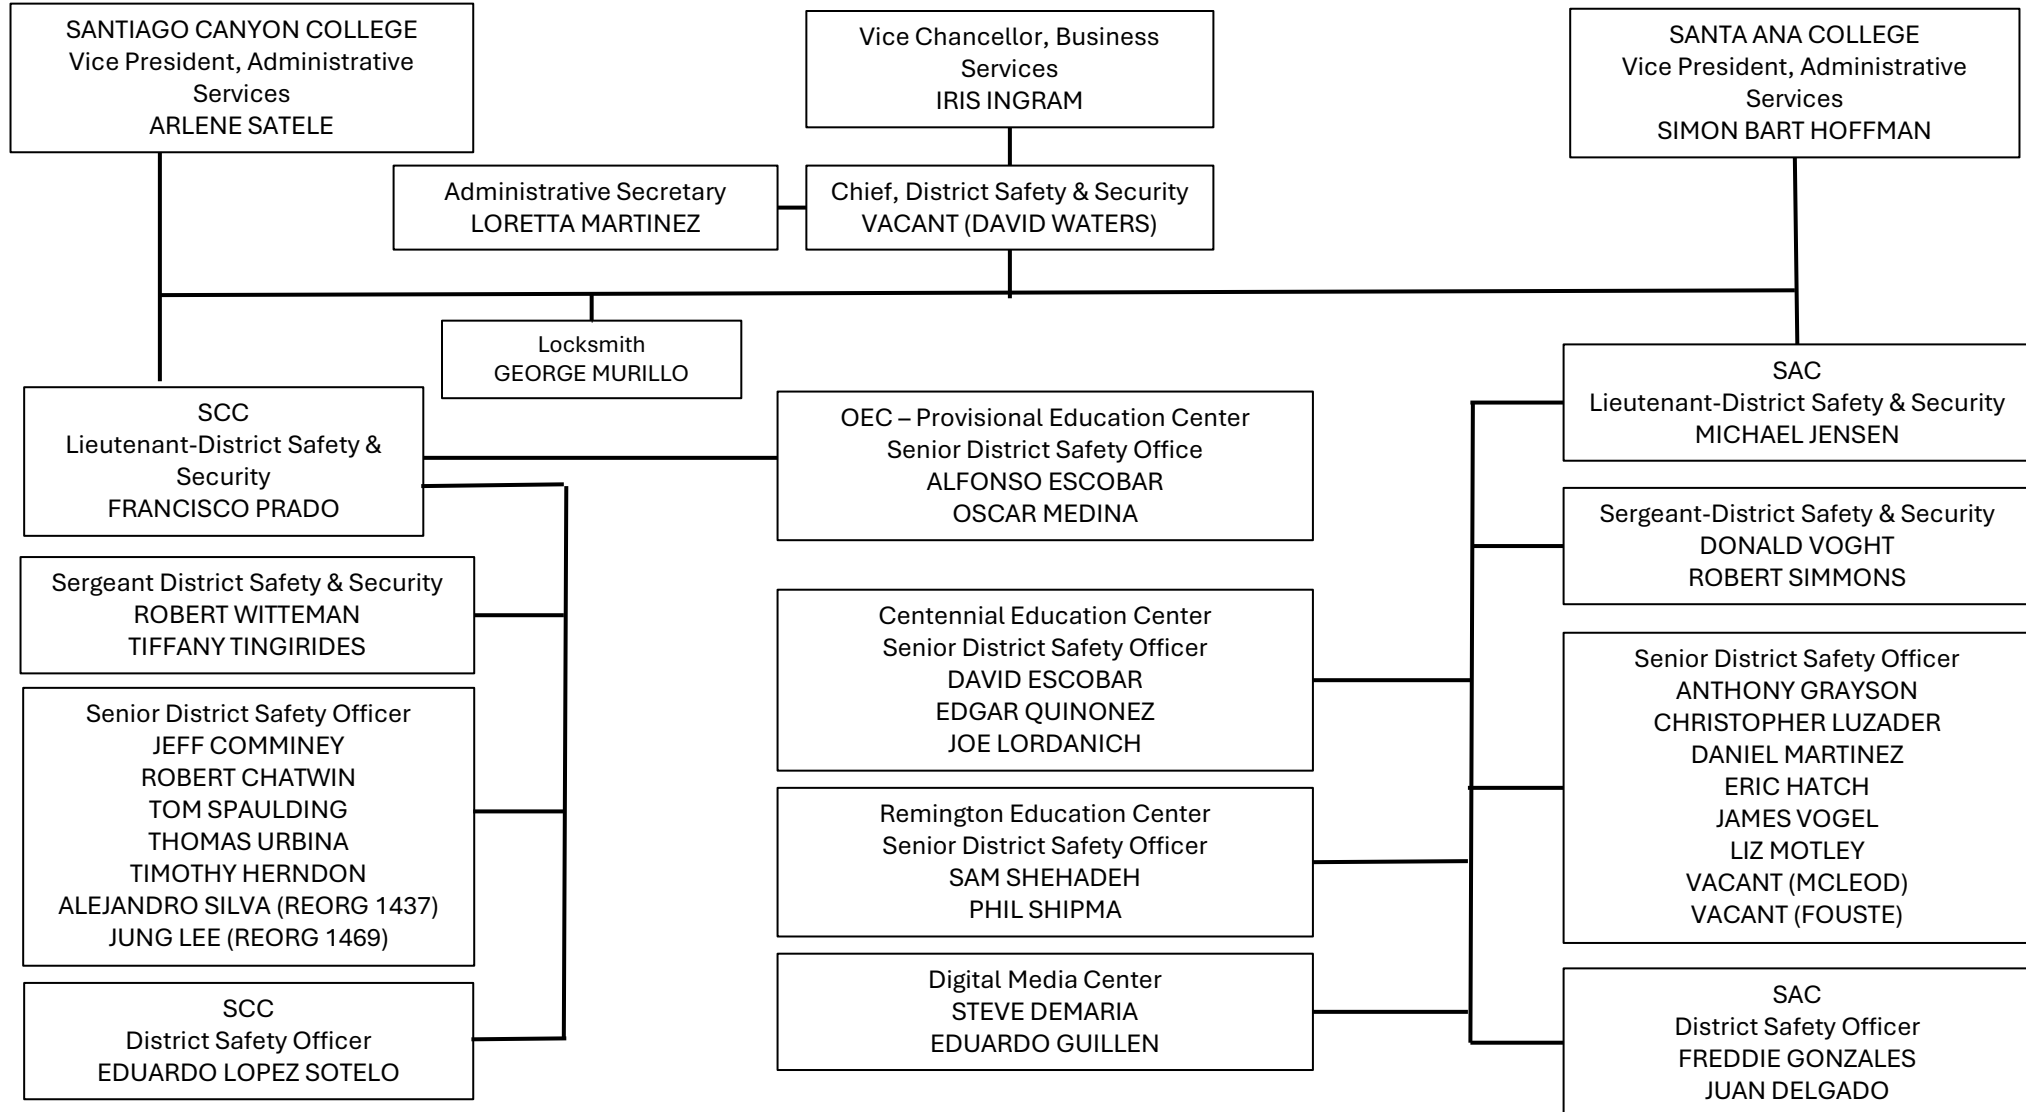 SANTIAGO CANYON COLLEGE
Vice President, Administrative
Services
ARLENE SATELE
Vice Chancellor, Business
Services
IRIS INGRAM
SANTA ANA COLLEGE
Vice President, Administrative
Services
SIMON BART HOFFMAN
Administrative Secretary
LORETTA MARTINEZ
Chief, District Safety & Security
VACANT (DAVID WATERS)
Locksmith
GEORGE MURILLO
SCC
Lieutenant-District Safety &
Security
FRANCISCO PRADO
OEC – Provisional Education Center
Senior District Safety Office
ALFONSO ESCOBAR
OSCAR MEDINA
SAC
Lieutenant-District Safety & Security
MICHAEL JENSEN
Sergeant District Safety & Security
ROBERT WITTEMAN
TIFFANY TINGIRIDES
Centennial Education Center
Senior District Safety Officer
DAVID ESCOBAR
EDGAR QUINONEZ
JOE LORDANICH
Sergeant-District Safety & Security
DONALD VOGHT
ROBERT SIMMONS
Senior District Safety Officer
JEFF COMMINEY
ROBERT CHATWIN
TOM SPAULDING
THOMAS URBINA
TIMOTHY HERNDON
ALEJANDRO SILVA (REORG 1437)
JUNG LEE (REORG 1469)
Remington Education Center
Senior District Safety Officer
SAM SHEHADEH
PHIL SHIPMA
Senior District Safety Officer
ANTHONY GRAYSON
CHRISTOPHER LUZADER
DANIEL MARTINEZ
ERIC HATCH
JAMES VOGEL
LIZ MOTLEY
VACANT (MCLEOD)
VACANT (FOUSTE)
SCC
District Safety Officer
EDUARDO LOPEZ SOTELO
Digital Media Center
STEVE DEMARIA
EDUARDO GUILLEN
SAC
District Safety Officer
FREDDIE GONZALES
JUAN DELGADO